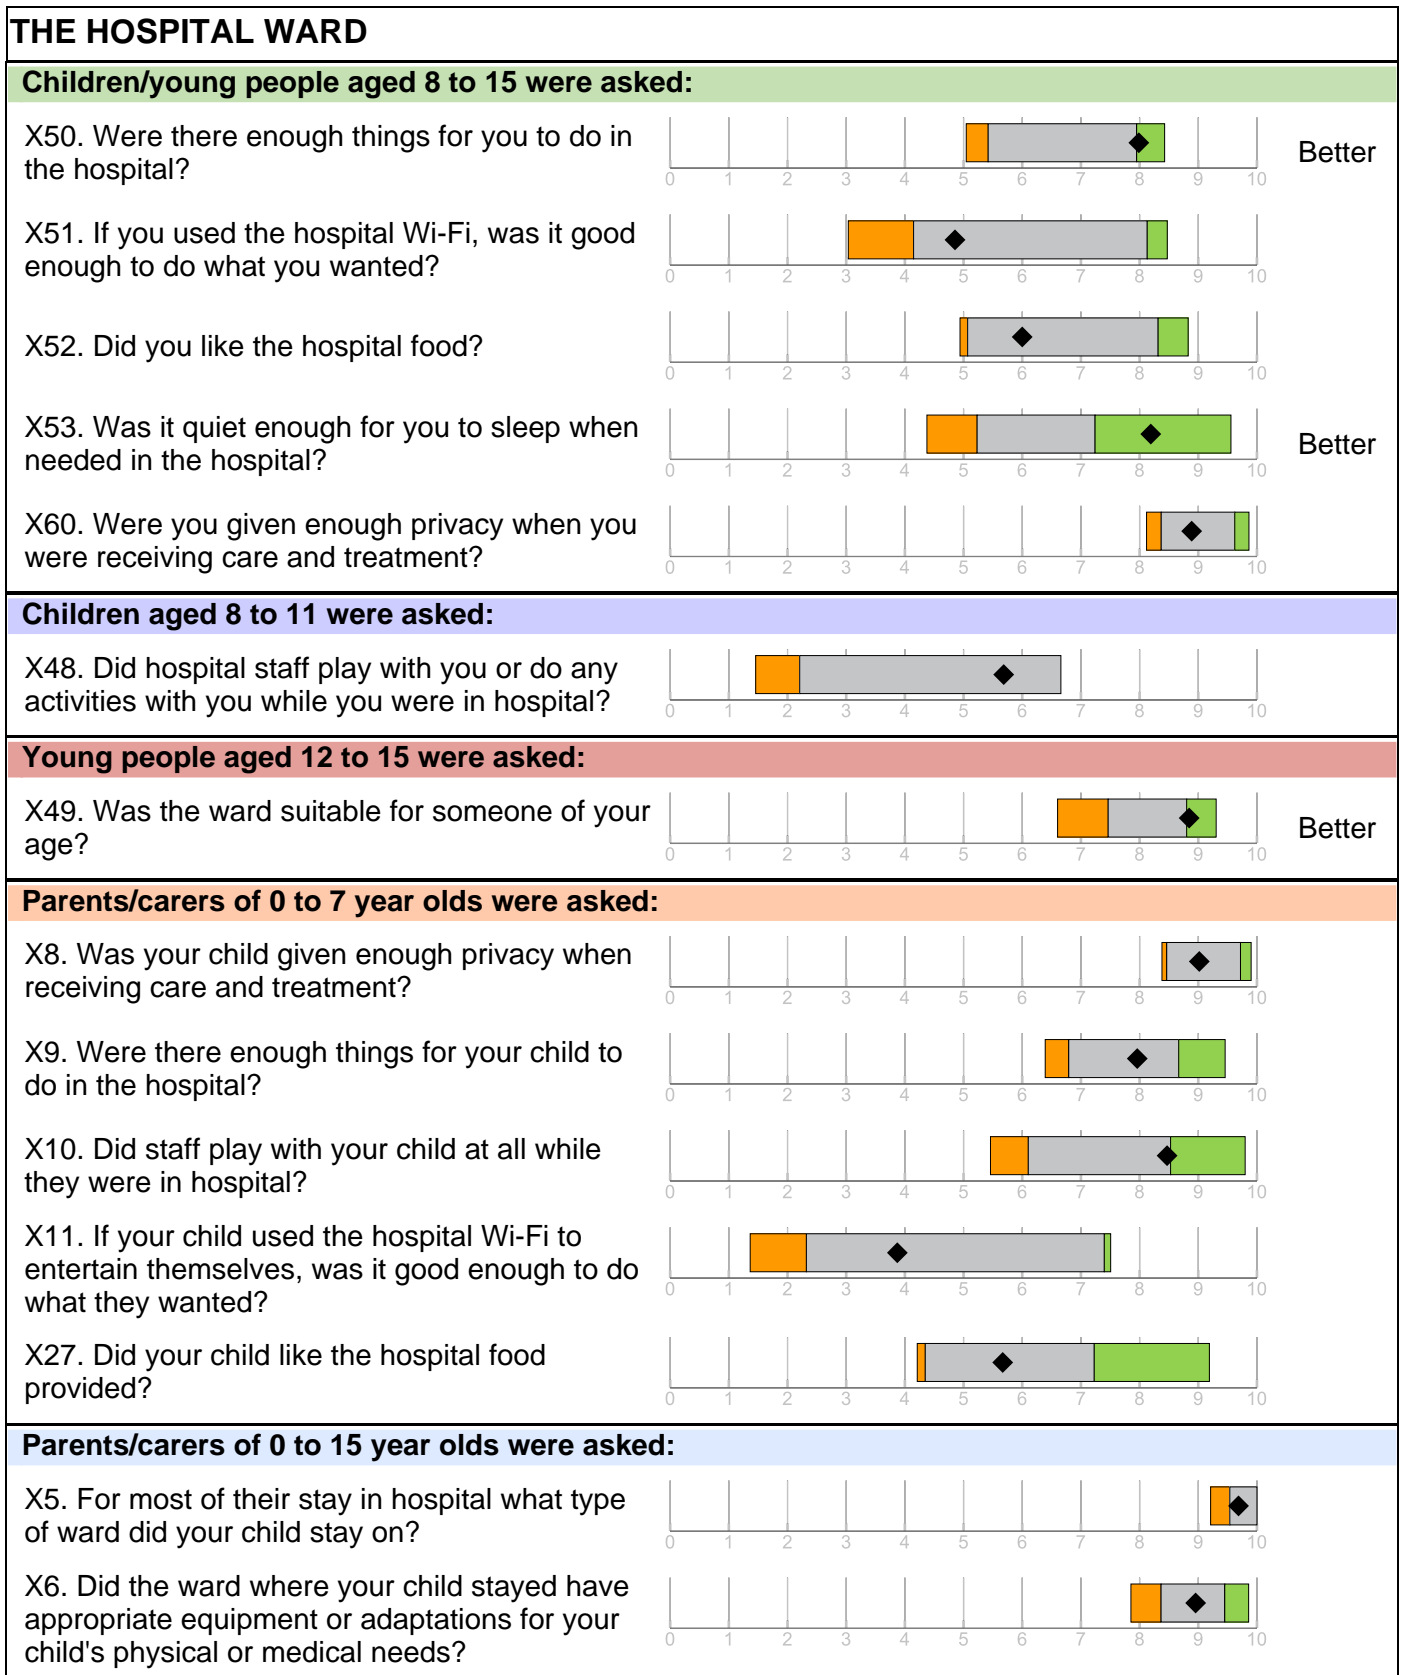 THE HOSPITAL WARD
Children/young people aged 8 to 15 were asked:
X50. Were there enough things for you to do in
the hospital?
0 1 2 3 4 5 6 7 8 9 10
Better
X51. If you used the hospital Wi-Fi, was it good
enough to do what you wanted?
0 1 2 3 4 5 6 7 8 9 10
X52. Did you like the hospital food?
0 1 2 3 4 5 6 7 8 9 10
X53. Was it quiet enough for you to sleep when
needed in the hospital?
0 1 2 3 4 5 6 7 8 9 10
Better
X60. Were you given enough privacy when you
were receiving care and treatment?
0 1 2 3 4 5 6 7 8 9 10
Children aged 8 to 11 were asked:
X48. Did hospital staff play with you or do any
activities with you while you were in hospital?
0 1 2 3 4 5 6 7 8 9 10
Young people aged 12 to 15 were asked:
X49. Was the ward suitable for someone of your
age?
0 1 2 3 4 5 6 7 8 9 10
Better
Parents/carers of 0 to 7 year olds were asked:
X8. Was your child given enough privacy when
receiving care and treatment?
0 1 2 3 4 5 6 7 8 9 10
X9. Were there enough things for your child to
do in the hospital?
0 1 2 3 4 5 6 7 8 9 10
X10. Did staff play with your child at all while
they were in hospital?
0 1 2 3 4 5 6 7 8 9 10
X11. If your child used the hospital Wi-Fi to
entertain themselves, was it good enough to do
what they wanted?
0 1 2 3 4 5 6 7 8 9 10
X27. Did your child like the hospital food
provided?
0 1 2 3 4 5 6 7 8 9 10
Parents/carers of 0 to 15 year olds were asked:
X5. For most of their stay in hospital what type
of ward did your child stay on?
0 1 2 3 4 5 6 7 8 9 10
X6. Did the ward where your child stayed have
appropriate equipment or adaptations for your
child's physical or medical needs?
0 1 2 3 4 5 6 7 8 9 10